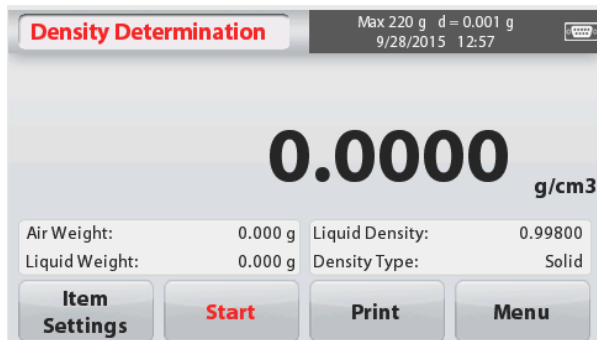 Density Determination
Max 220 g d = 0.001 g
9/28/2015 12:57
0.0000 g/cm3
Air Weight: 0.000 g Liquid Density: 0.99800
Liquid Weight: 0.000 g Density Type: Solid
Item Settings
Start
Print
Menu